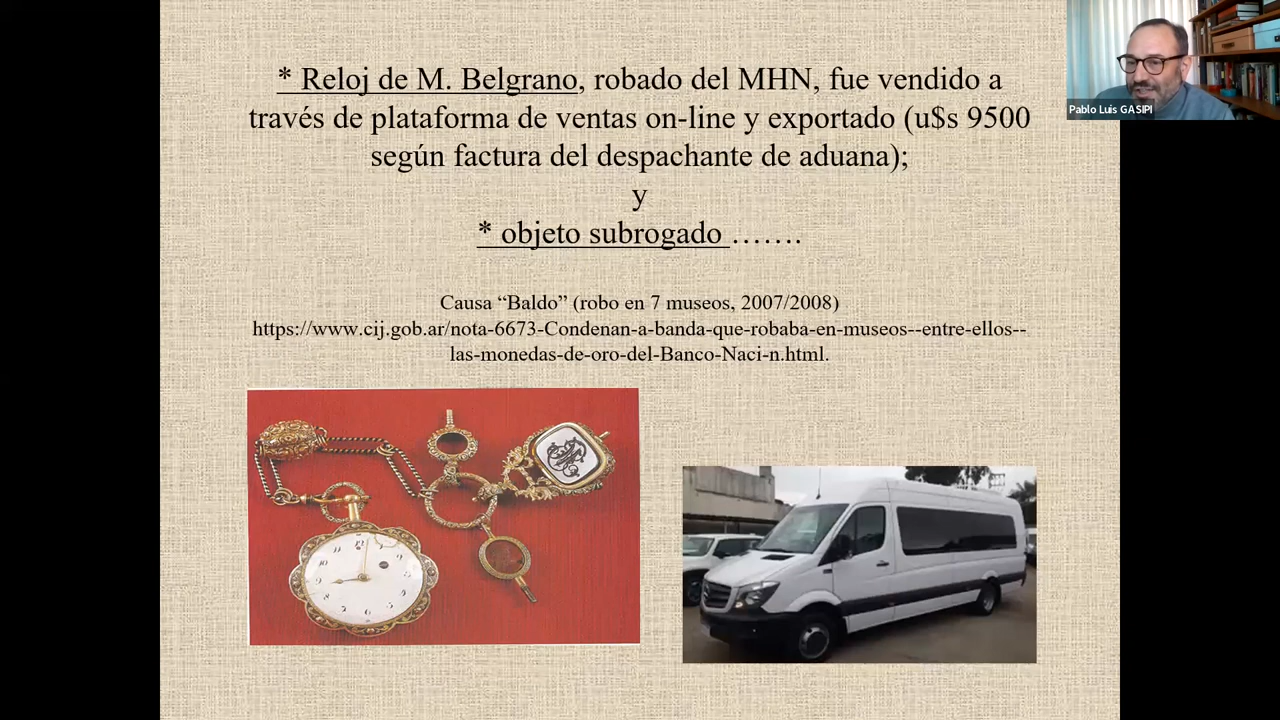 * Reloj de M. Belgrano, robado del MHN, fue vendido a
través de plataforma de ventas on-line y exportado (u$s 9500
según factura del despachante de aduana);
y
* objeto subrogado …….
Causa “Baldo” (robo en 7 museos, 2007/2008)
https://www.cij.gob.ar/nota-6673-Condenan-a-banda-que-robaba-en-museos--entre-ellos--
las-monedas-de-oro-del-Banco-Naci-n.html.
Pablo Luis GASIPI